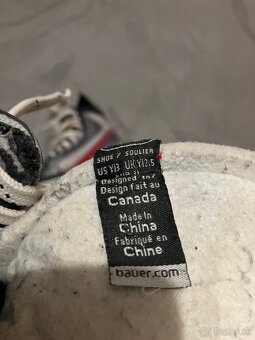 SHOE / SOULIER
US Y13 UK Y12.5
Designed in
Design fait au
Canada
Made in
China
Fabriqué en
Chine
bauer.com